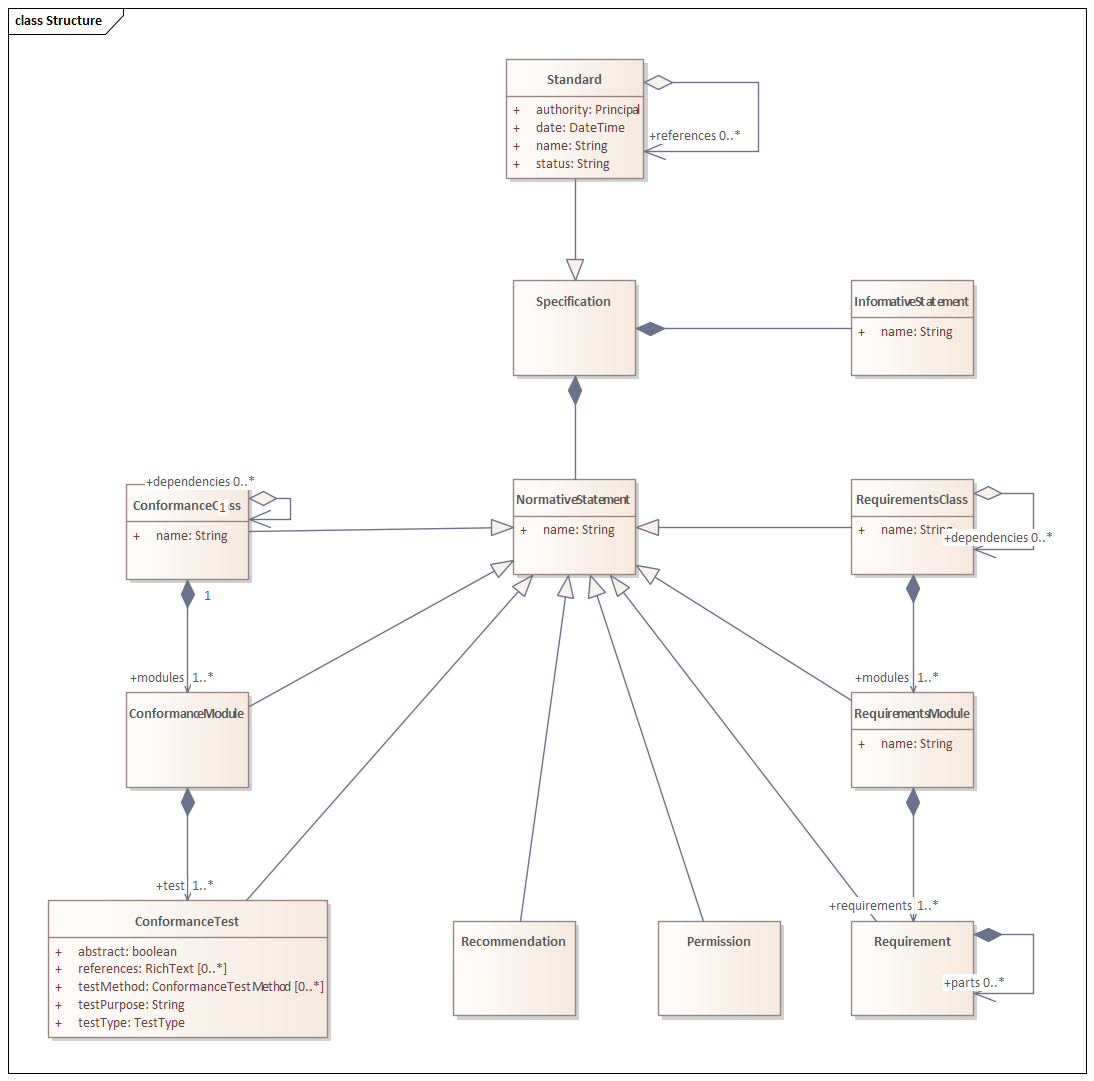 class Structure
Standard
+ authority: Principal
+ date: DateTime
+ name: String
+ status: String
+references 0..*
Specification
InformativeStatement
+ name: String
+dependencies 0..*
ConformanceClass
1
+ name: String
NormativeStatement
+ name: String
RequirementsClass
+ name: String
+dependencies 0..*
1
+modules 1..*
+modules 1..*
ConformanceModule
RequirementsModule
+ name: String
+test 1..*
+requirements 1..*
ConformanceTest
+ abstract: boolean
+ references: RichText [0..*]
+ testMethod: ConformanceTestMethod [0..*]
+ testPurpose: String
+ testType: TestType
Recommendation
Permission
Requirement
+parts 0..*